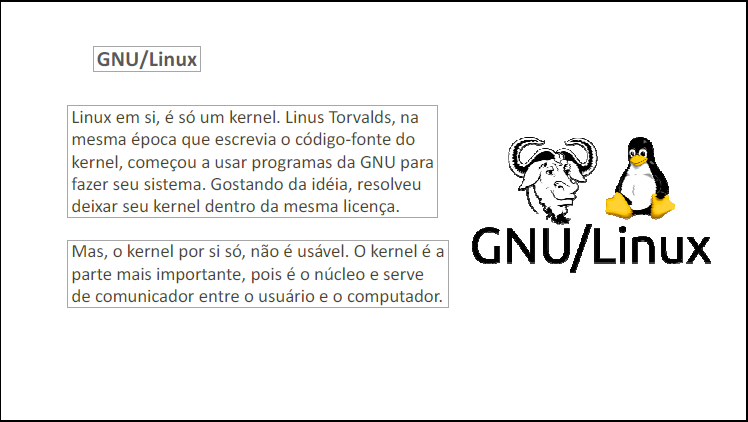 GNU/Linux
Linux em si, é só um kernel. Linus Torvalds, na
mesma época que escrevia o código-fonte do
kernel, começou a usar programas da GNU para
fazer seu sistema. Gostando da idéia, resolveu
deixar seu kernel dentro da mesma licença.
Mas, o kernel por si só, não é usável. O kernel é a
parte mais importante, pois é o núcleo e serve
de comunicador entre o usuário e o computador.
GNU/Linux